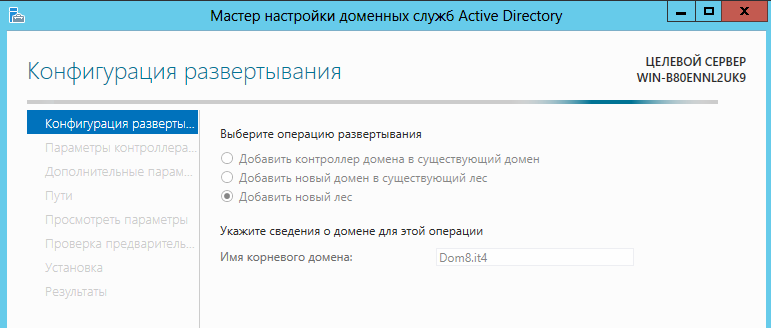 Мастер настройки доменных служб Active Directory
Конфигурация развертывания
ЦЕЛЕВОЙ СЕРВЕР
WIN-B80ENNL2UK9
Конфигурация разверты...
Параметры контроллера...
Дополнительные парам...
Пути
Просмотреть параметры
Проверка предваритель...
Установка
Результаты
Выберите операцию развертывания
Добавить контроллер домена в существующий домен
Добавить новый домен в существующий лес
Добавить новый лес
Укажите сведения о домене для этой операции
Имя корневого домена:
Dom8.it4